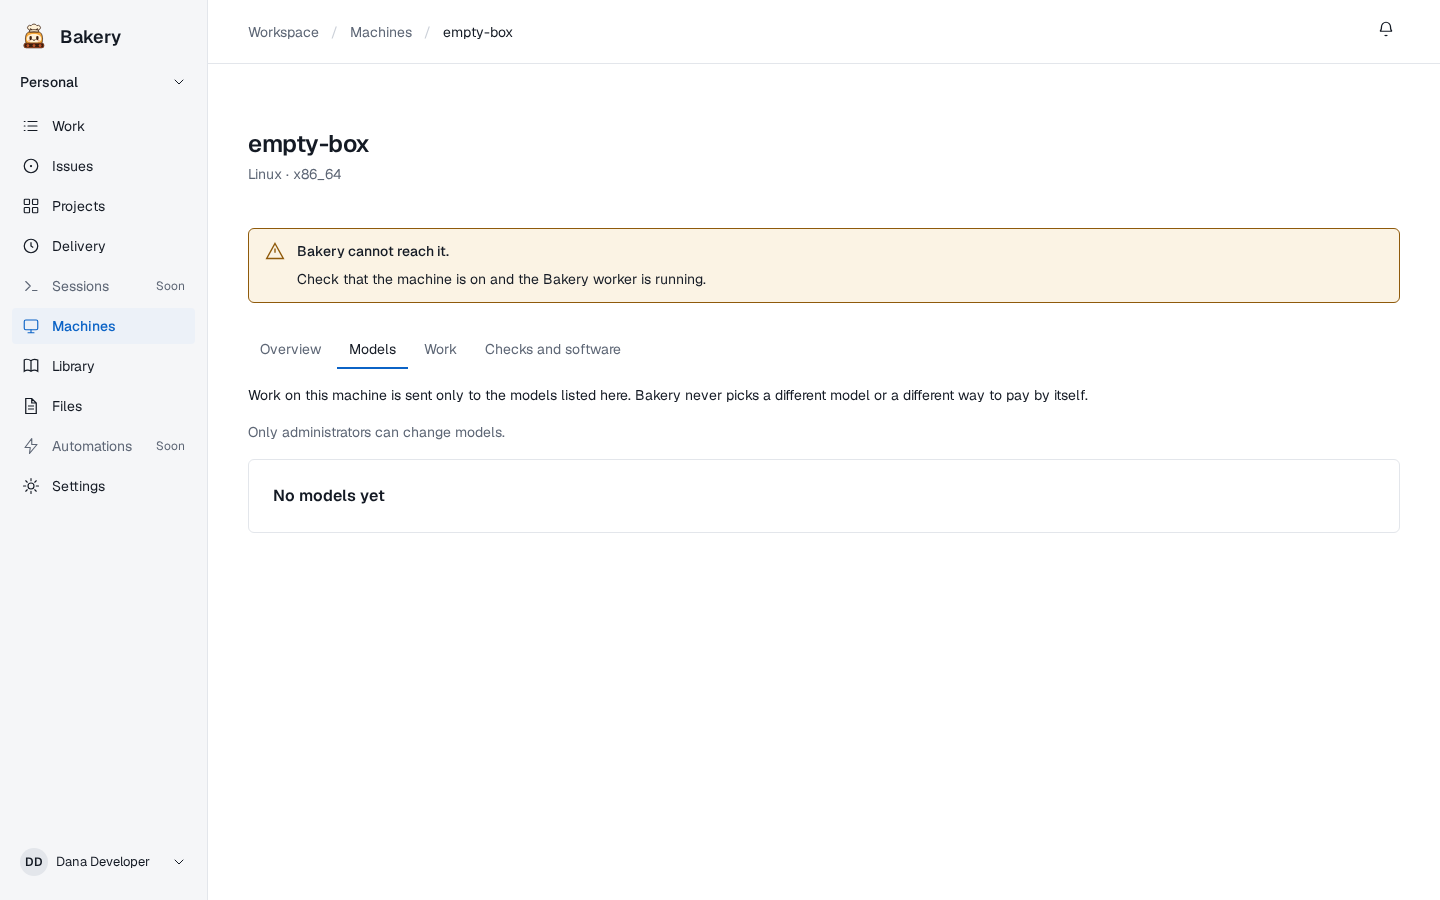 Bakery
Personal
Work
Issues
Projects
Delivery
Sessions Soon
Machines
Library
Files
Automations Soon
Settings
DD Dana Developer
Workspace / Machines / empty-box
empty-box
Linux · x86_64
Bakery cannot reach it.
Check that the machine is on and the Bakery worker is running.
Overview Models Work Checks and software
Work on this machine is sent only to the models listed here. Bakery never picks a different model or a different way to pay by itself.
Only administrators can change models.
No models yet